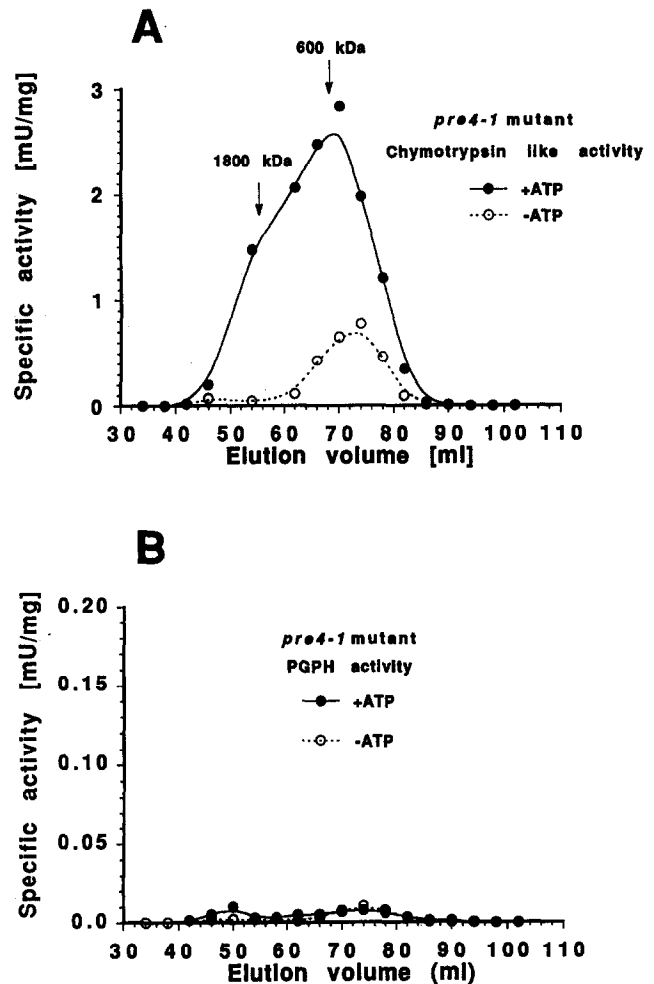 A
600 kDa
3
1800 kDa
pre4-1 mutant
Chymotrypsin like activity
+ATP
-ATP
2
1
0
Specific activity [mU/mg]
30 40 50 60 70 80 90 100 110
Elution volume [ml]
B
0.20
pre4-1 mutant
PGPH activity
+ATP
-ATP
0.15
0.10
0.05
0.0
Specific activity [mU/mg]
30 40 50 60 70 80 90 100 110
Elution volume (ml)